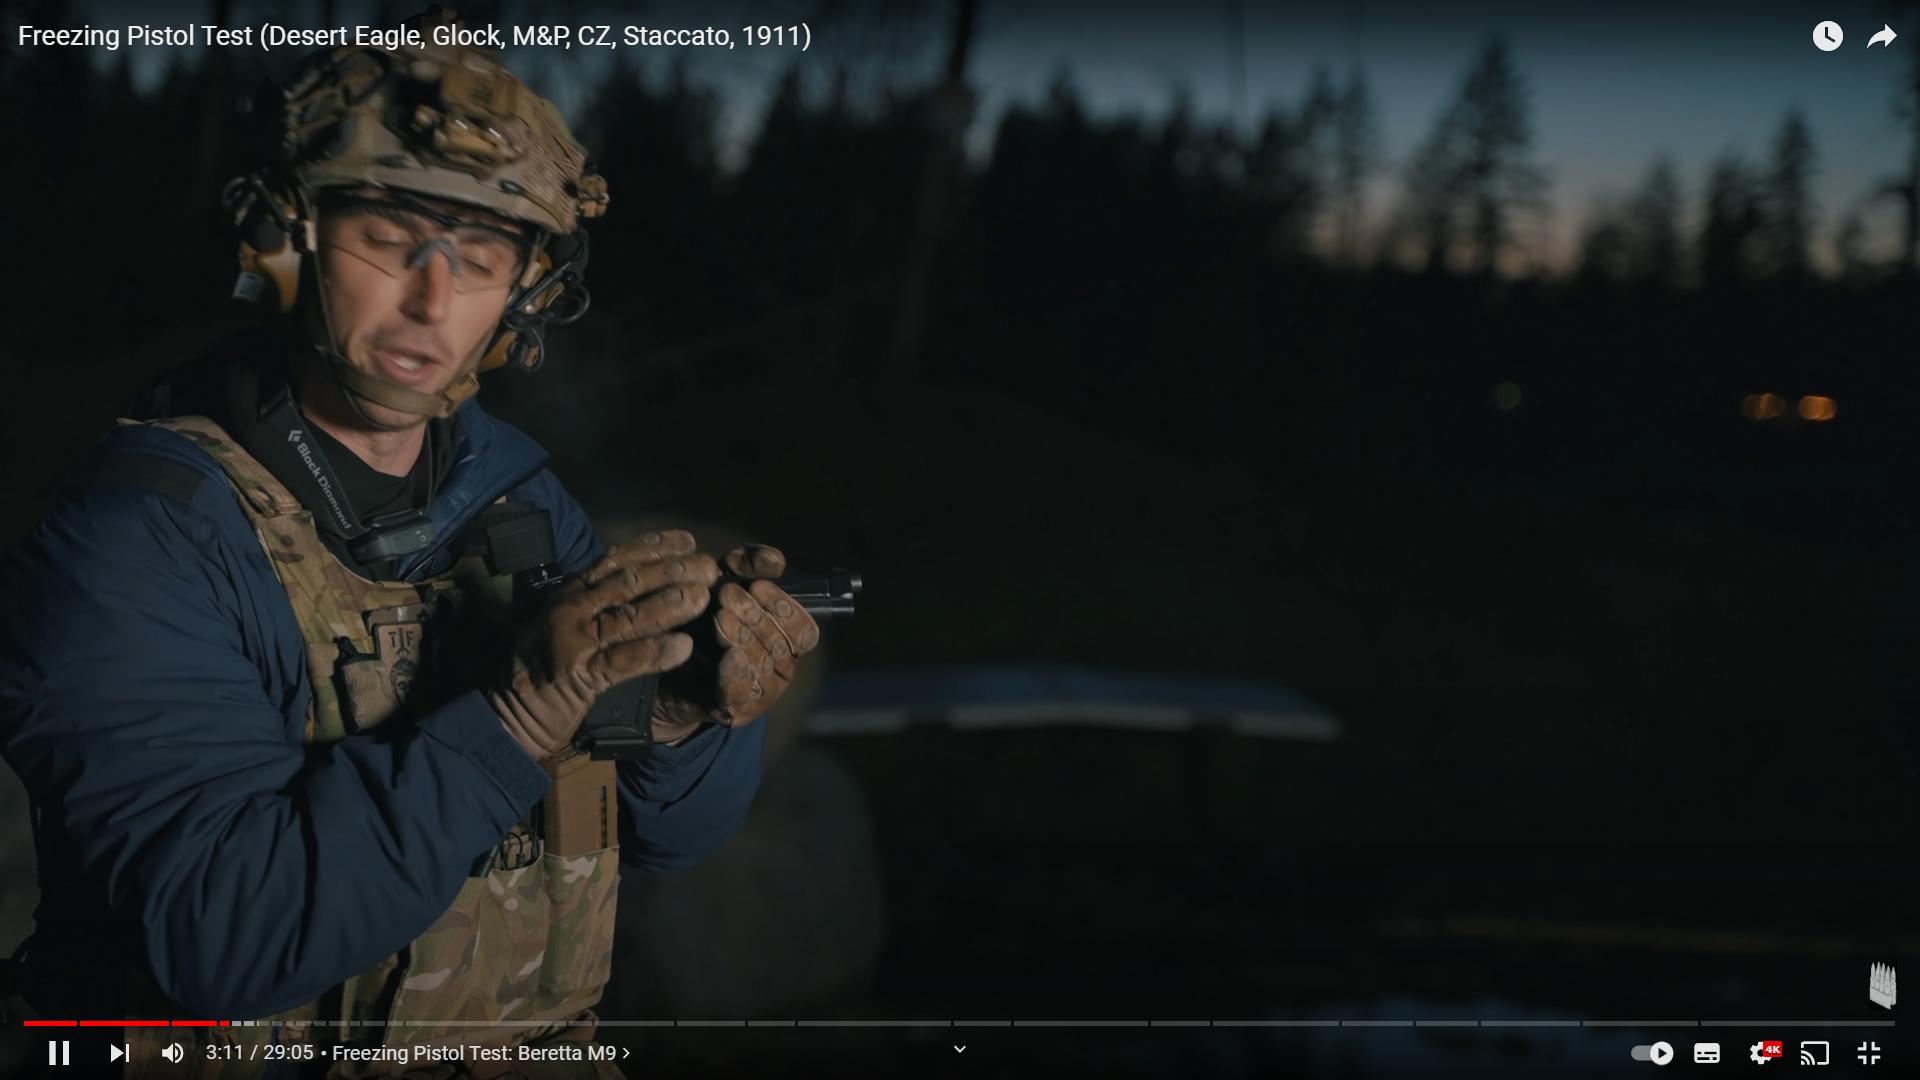 Freezing Pistol Test (Desert Eagle, Glock, M&P, CZ, Staccato, 1911)
Black Diamond
T F
3:11 / 29:05 • Freezing Pistol Test: Beretta M9
4K